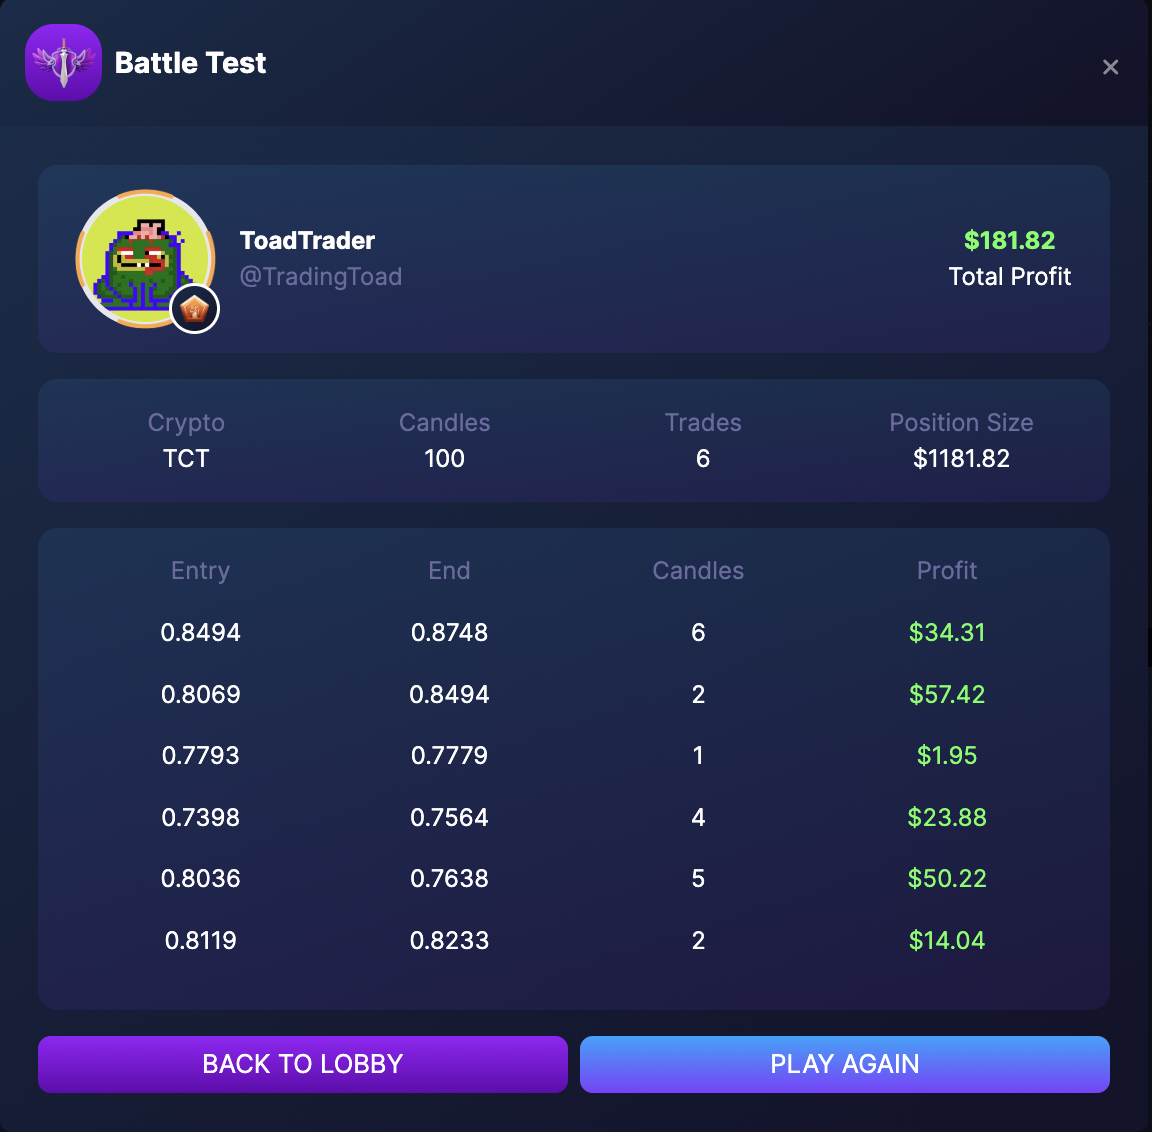 Battle Test
ToadTrader
@TradingToad
$181.82
Total Profit
Crypto Candles Trades Position Size
TCT 100 6 $1181.82
Entry End Candles Profit
0.8494 0.8748 6 $34.31
0.8069 0.8494 2 $57.42
0.7793 0.7779 1 $1.95
0.7398 0.7564 4 $23.88
0.8036 0.7638 5 $50.22
0.8119 0.8233 2 $14.04
BACK TO LOBBY PLAY AGAIN